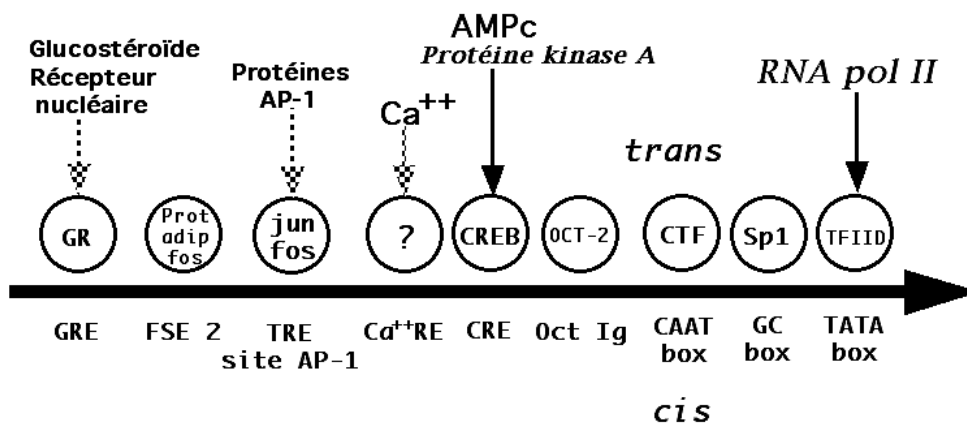 AMPc
Protéine kinase A
Glucostéroïde
Récepteur
nucléaire
Protéines
AP-1
Ca++
RNA pol II
trans
GR
Prot
adip
fos
jun
fos
?
CREB
OCT-2
CTF
Sp1
TFIID
GRE
FSE 2
TRE
site AP-1
Ca++RE
CRE
Oct Ig
CAAT
box
GC
box
TATA
box
cis